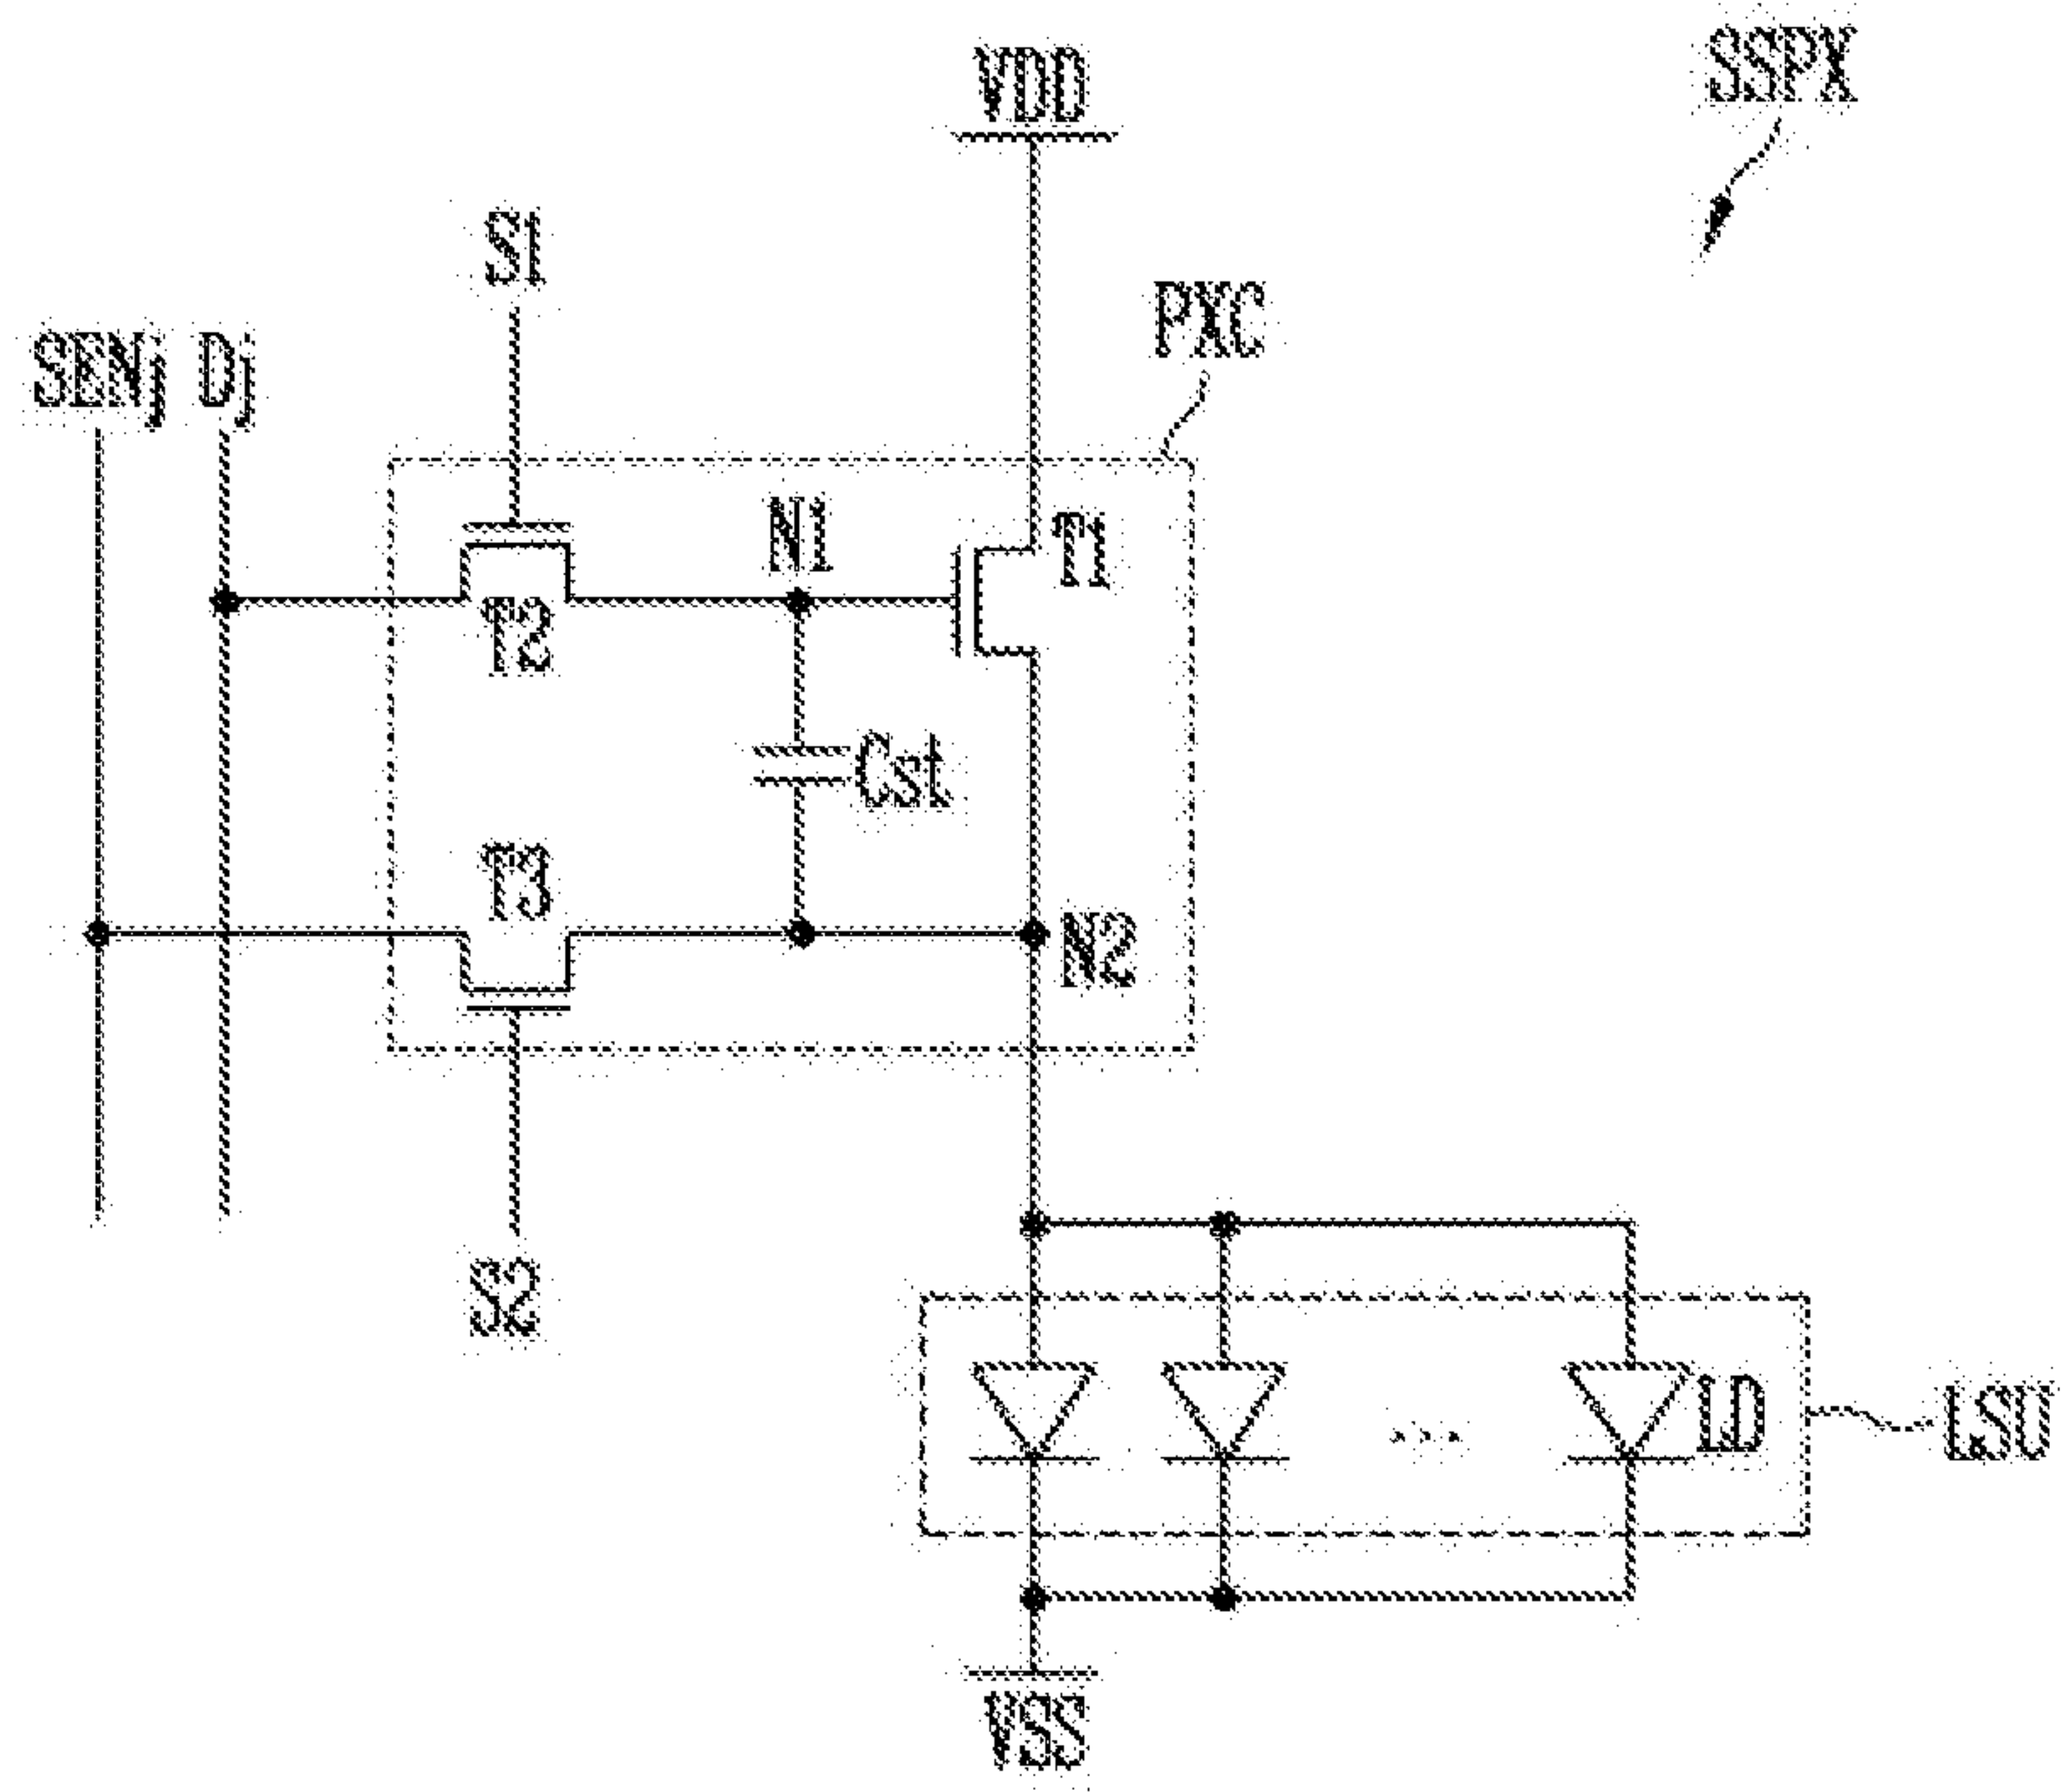 VDD
SSPX
S1
PXC
SENj Dj
N1
T1
T2
Cst
T3
N2
S2
LD
LSU
...
VSS